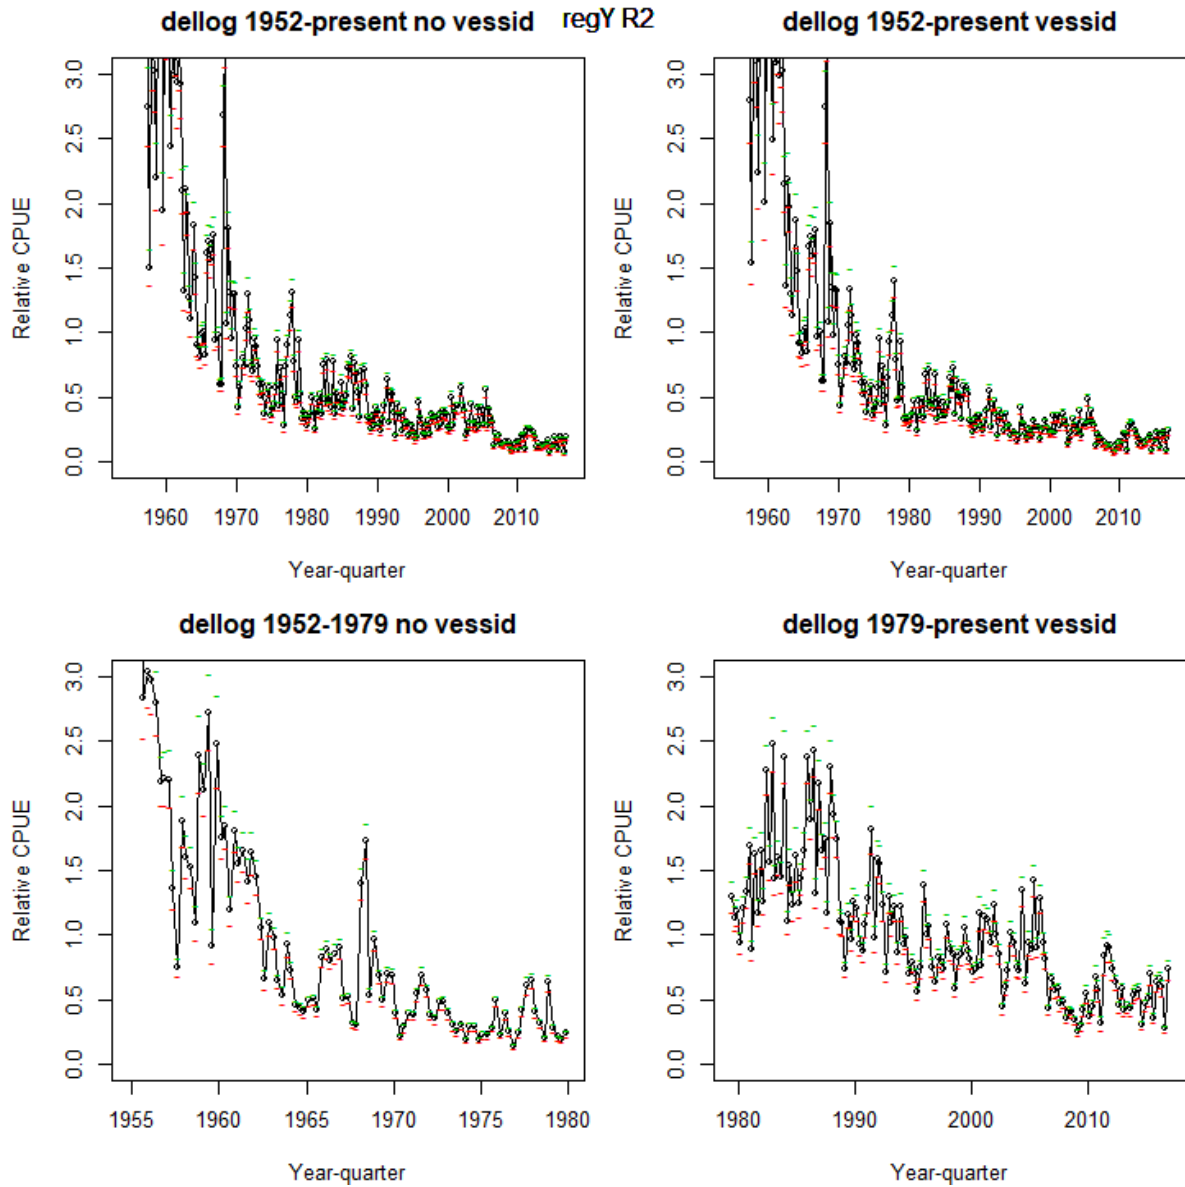 dellog 1952-present no vessid regY R2 dellog 1952-present vessid
Relative CPUE
3.0
2.5
2.0
1.5
1.0
0.5
0.0
1960 1970 1980 1990 2000 2010
Year-quarter
Relative CPUE
3.0
2.5
2.0
1.5
1.0
0.5
0.0
1960 1970 1980 1990 2000 2010
Year-quarter
dellog 1952-1979 no vessid
Relative CPUE
3.0
2.5
2.0
1.5
1.0
0.5
0.0
1955 1960 1965 1970 1975 1980
Year-quarter
dellog 1979-present vessid
Relative CPUE
3.0
2.5
2.0
1.5
1.0
0.5
0.0
1980 1990 2000 2010
Year-quarter